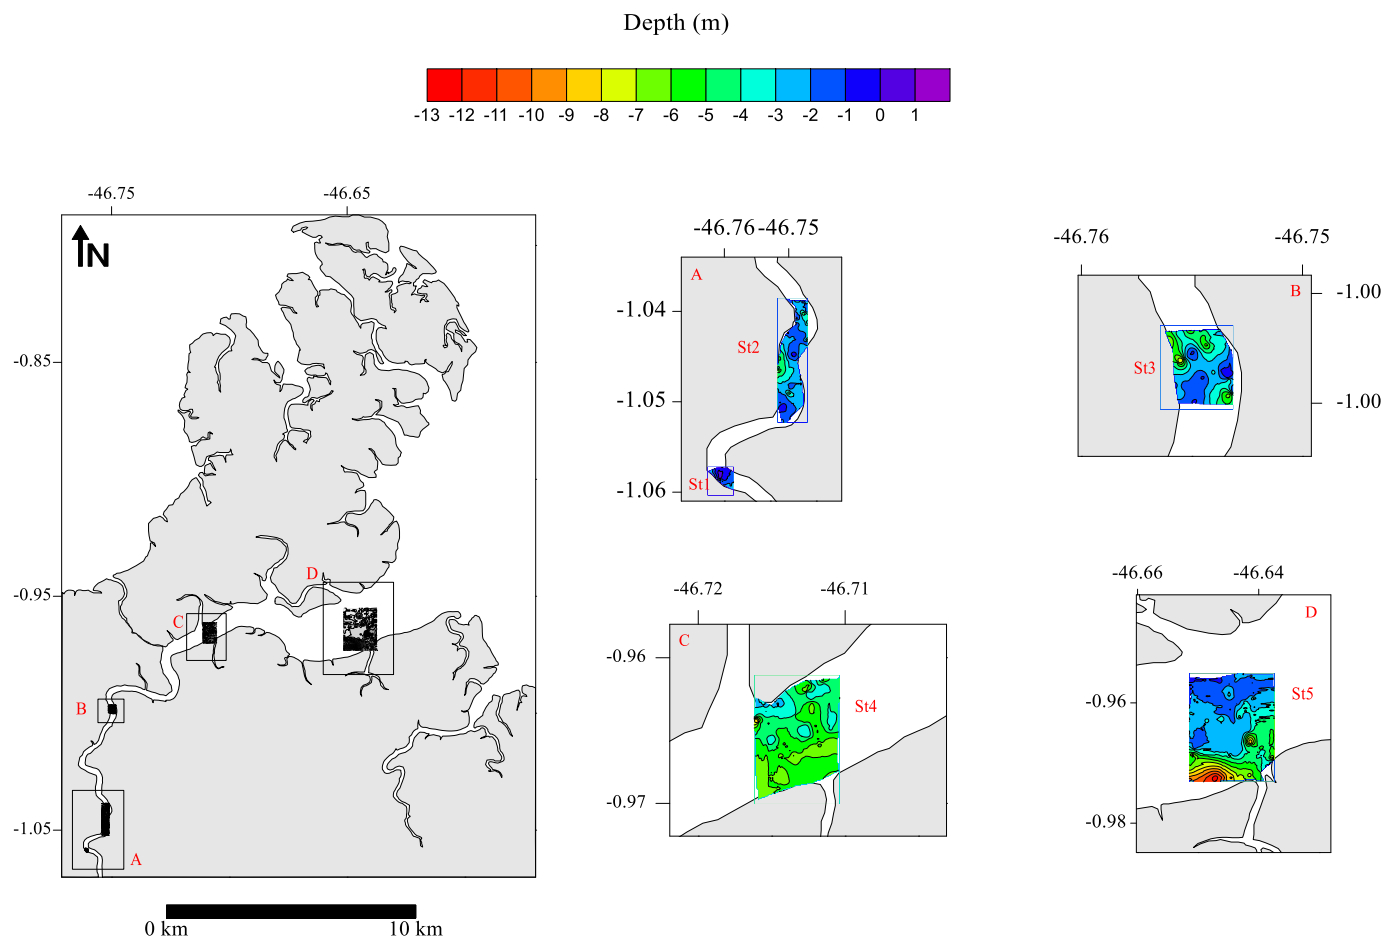 Depth (m)
-13 -12 -11 -10 -9 -8 -7 -6 -5 -4 -3 -2 -1 0 1
-46.75 -46.65
N
-0.85
-0.95
-1.05
A
B
C
D
0 km 10 km
-46.76 -46.75
A
-1.04
St2
-1.05
St1
-1.06
-46.76 -46.75
B
-1.00
St3
-1.00
-46.72 -46.71
C
-0.96
St4
-0.97
-46.66 -46.64
D
St5
-0.96
-0.98